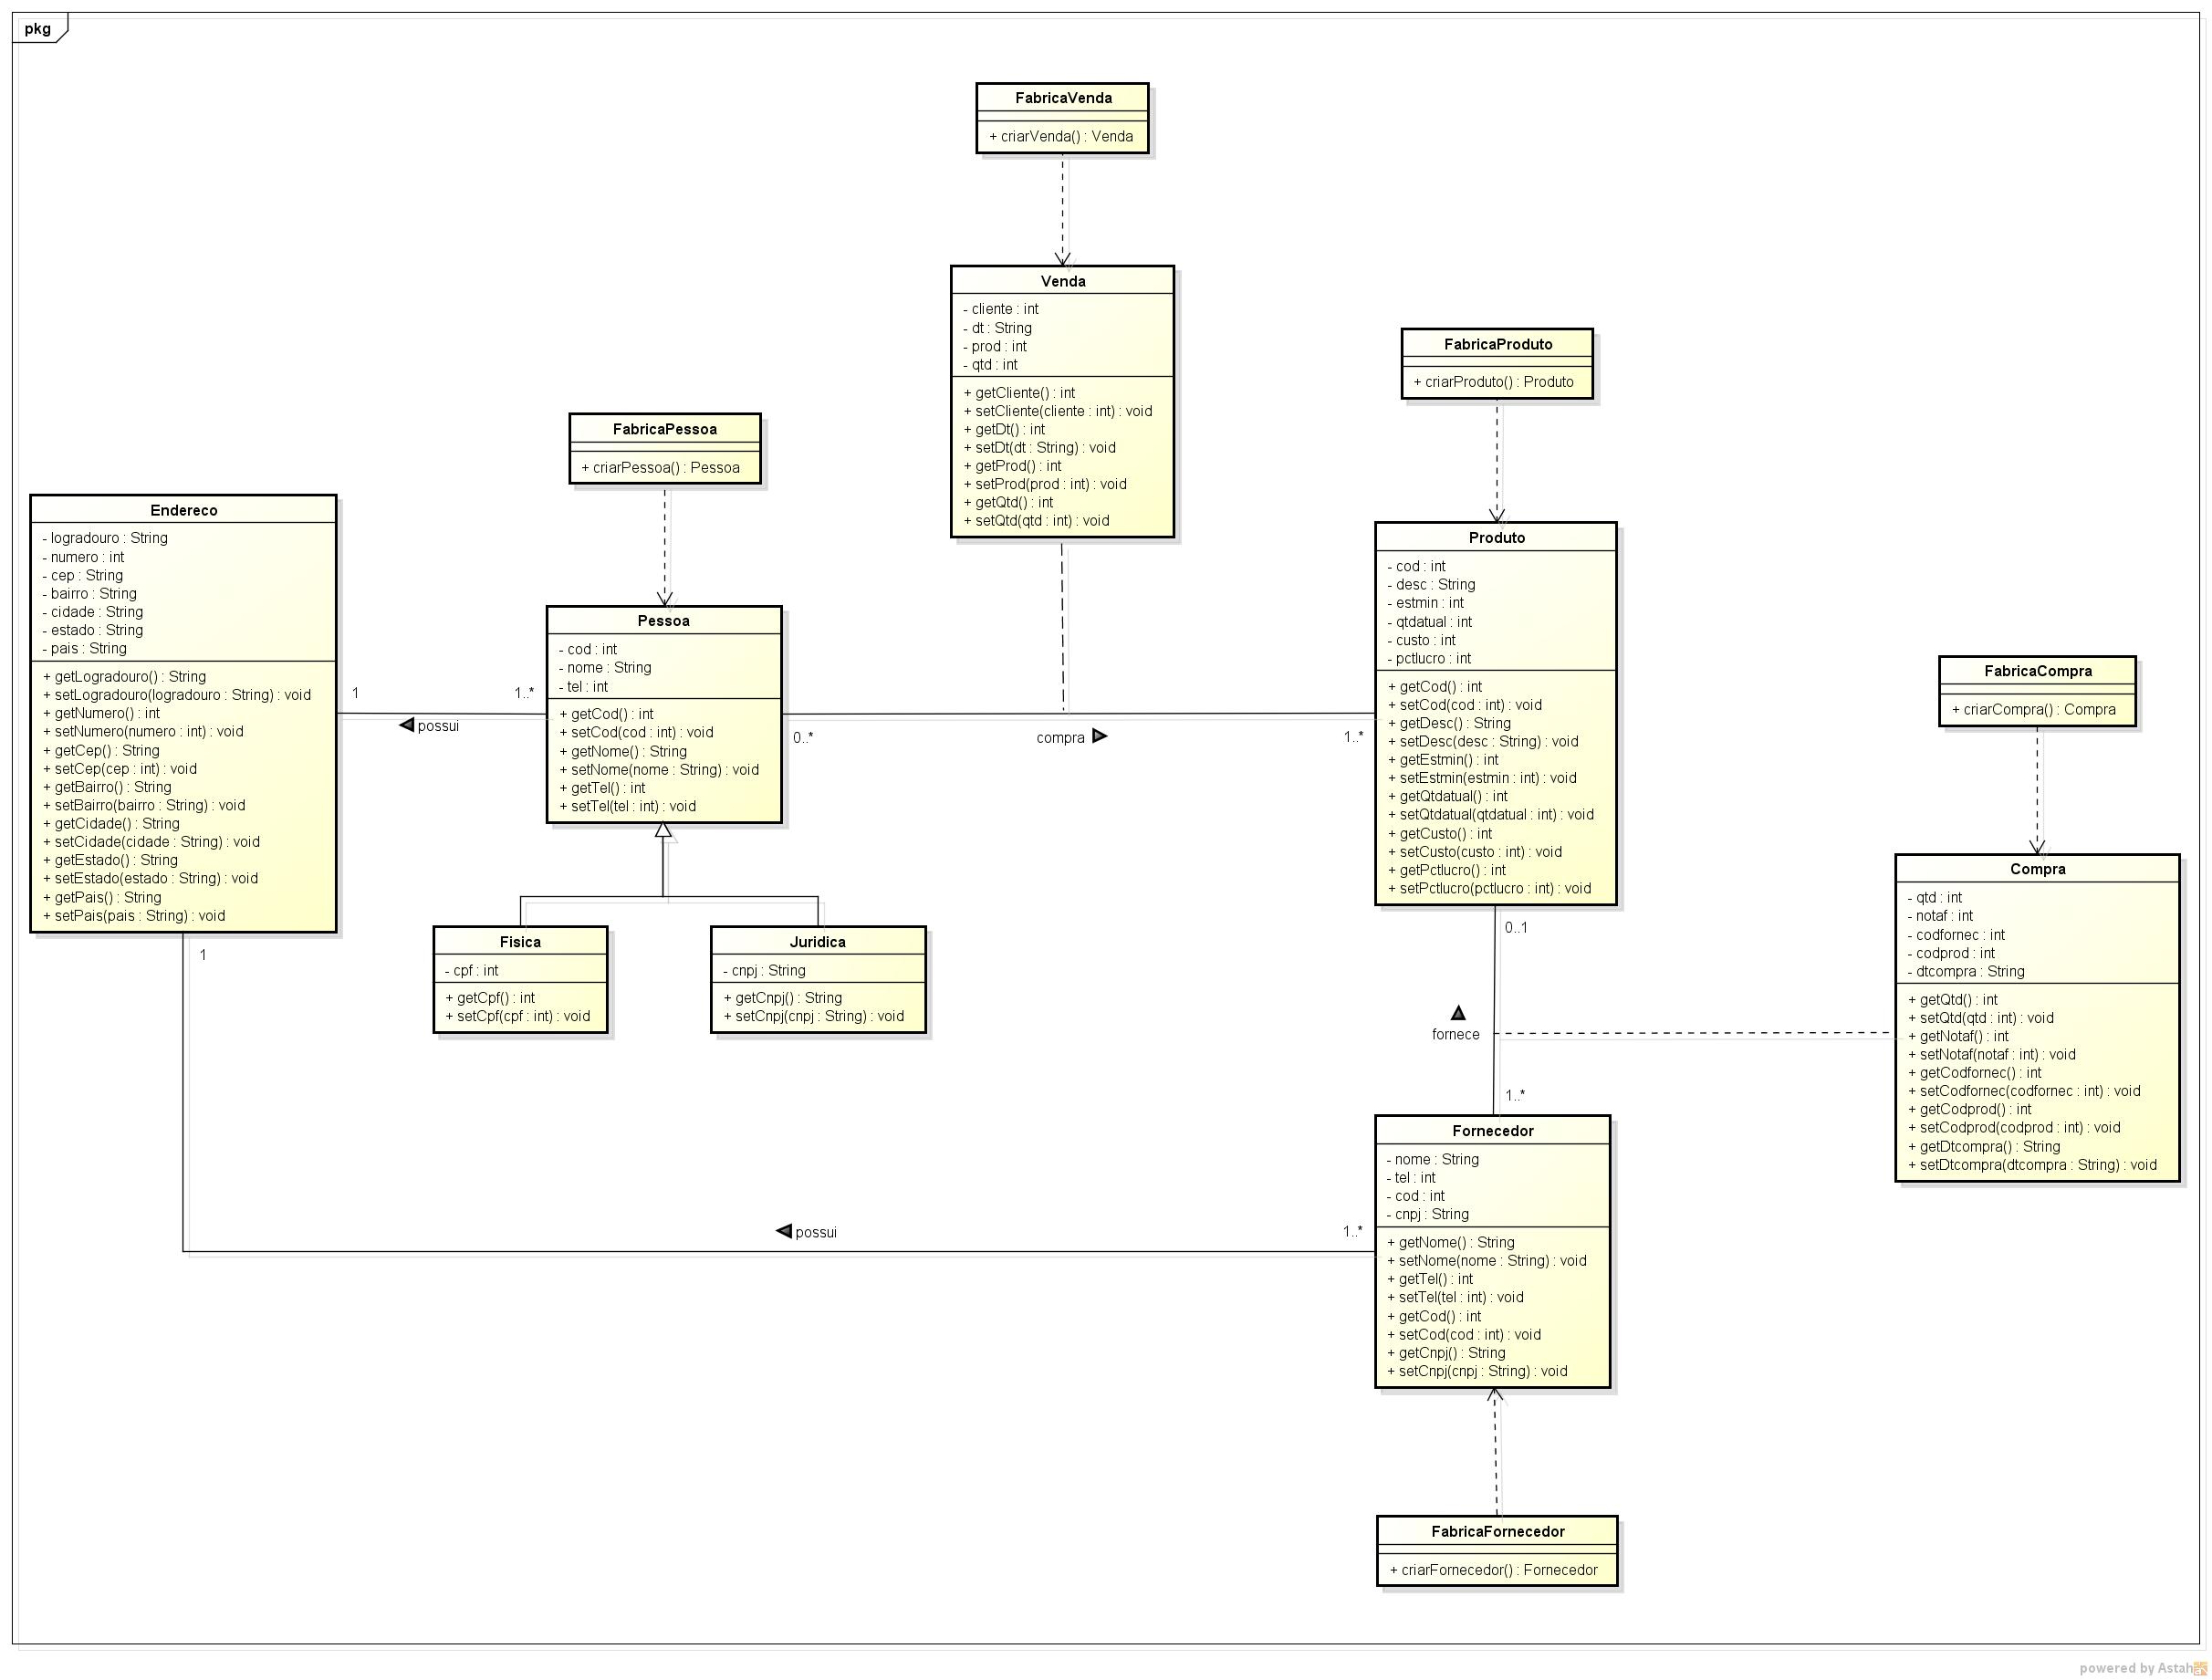 pkg
FabricaVenda
+ criarVenda() : Venda
Venda
- cliente : int
- dt : String
- prod : int
- qtd : int
+ getCliente() : int
+ setCliente(cliente : int) : void
+ getDt() : int
+ setDt(dt : String) : void
+ getProd() : int
+ setProd(prod : int) : void
+ getQtd() : int
+ setQtd(qtd : int) : void
FabricaProduto
+ criarProduto() : Produto
FabricaPessoa
+ criarPessoa() : Pessoa
Endereco
- logradouro : String
- numero : int
- cep : String
- bairro : String
- cidade : String
- estado : String
- pais : String
+ getLogradouro() : String
+ setLogradouro(logradouro : String) : void
+ getNumero() : int
+ setNumero(numero : int) : void
+ getCep() : String
+ setCep(cep : int) : void
+ getBairro() : String
+ setBairro(bairro : String) : void
+ getCidade() : String
+ setCidade(cidade : String) : void
+ getEstado() : String
+ setEstado(estado : String) : void
+ getPais() : String
+ setPais(pais : String) : void
1
1..*
possui
Pessoa
- cod : int
- nome : String
- tel : int
+ getCod() : int
+ setCod(cod : int) : void
+ getNome() : String
+ setNome(nome : String) : void
+ getTel() : int
+ setTel(tel : int) : void
0..*
compra
1..*
Produto
- cod : int
- desc : String
- estmin : int
- qtdatual : int
- custo : int
- pctlucro : int
+ getCod() : int
+ setCod(cod : int) : void
+ getDesc() : String
+ setDesc(desc : String) : void
+ getEstmin() : int
+ setEstmin(estmin : int) : void
+ getQtdatual() : int
+ setQtdatual(qtdatual : int) : void
+ getCusto() : int
+ setCusto(custo : int) : void
+ getPctlucro() : int
+ setPctlucro(pctlucro : int) : void
FabricaCompra
+ criarCompra() : Compra
Compra
- qtd : int
- notaf : int
- codfornec : int
- codprod : int
- dtcompra : String
+ getQtd() : int
+ setQtd(qtd : int) : void
+ getNotaf() : int
+ setNotaf(notaf : int) : void
+ getCodfornec() : int
+ setCodfornec(codfornec : int) : void
+ getCodprod() : int
+ setCodprod(codprod : int) : void
+ getDtcompra() : String
+ setDtcompra(dtcompra : String) : void
Fisica
- cpf : int
+ getCpf() : int
+ setCpf(cpf : int) : void
Juridica
- cnpj : String
+ getCnpj() : String
+ setCnpj(cnpj : String) : void
1
0..1
fornece
1..*
Fornecedor
- nome : String
- tel : int
- cod : int
- cnpj : String
+ getNome() : String
+ setNome(nome : String) : void
+ getTel() : int
+ setTel(tel : int) : void
+ getCod() : int
+ setCod(cod : int) : void
+ getCnpj() : String
+ setCnpj(cnpj : String) : void
possui
1..*
FabricaFornecedor
+ criarFornecedor() : Fornecedor
powered by Astah